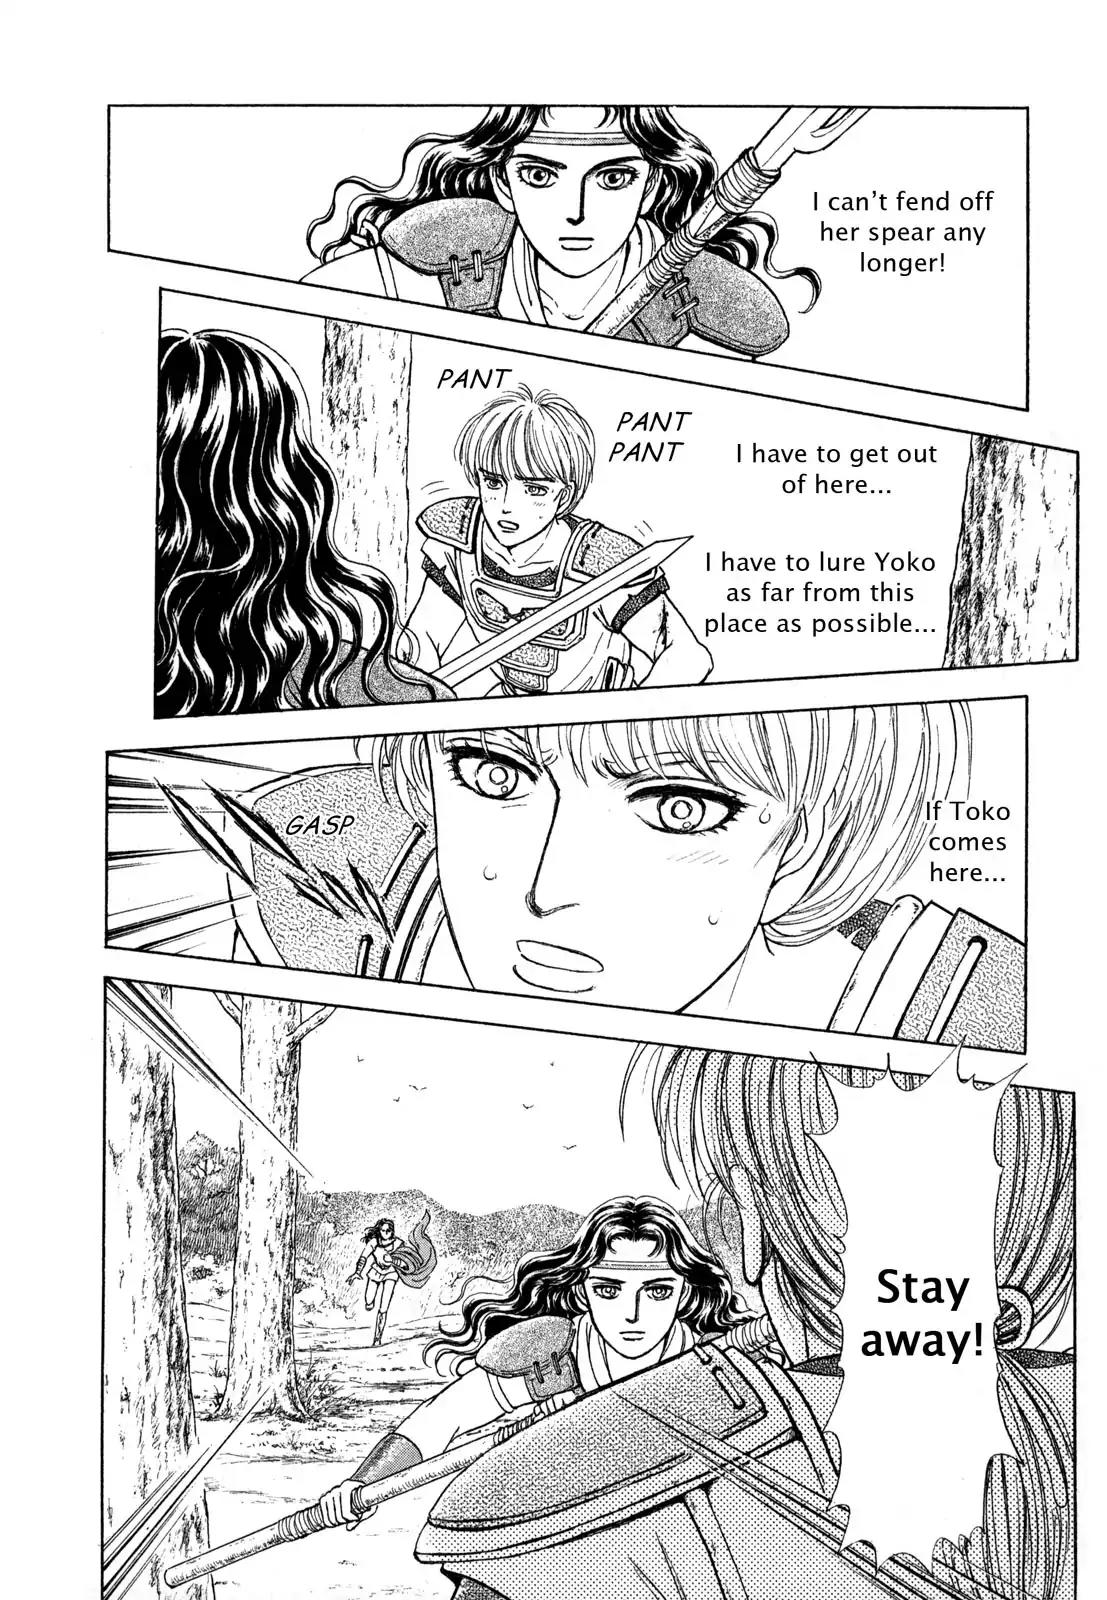 I can't fend off
her spear any
longer!
PANT
PANT
PANT
I have to get out
of here...
I have to lure Yoko
as far from this
place as possible...
GASP
If Toko
comes
here...
Stay
away!